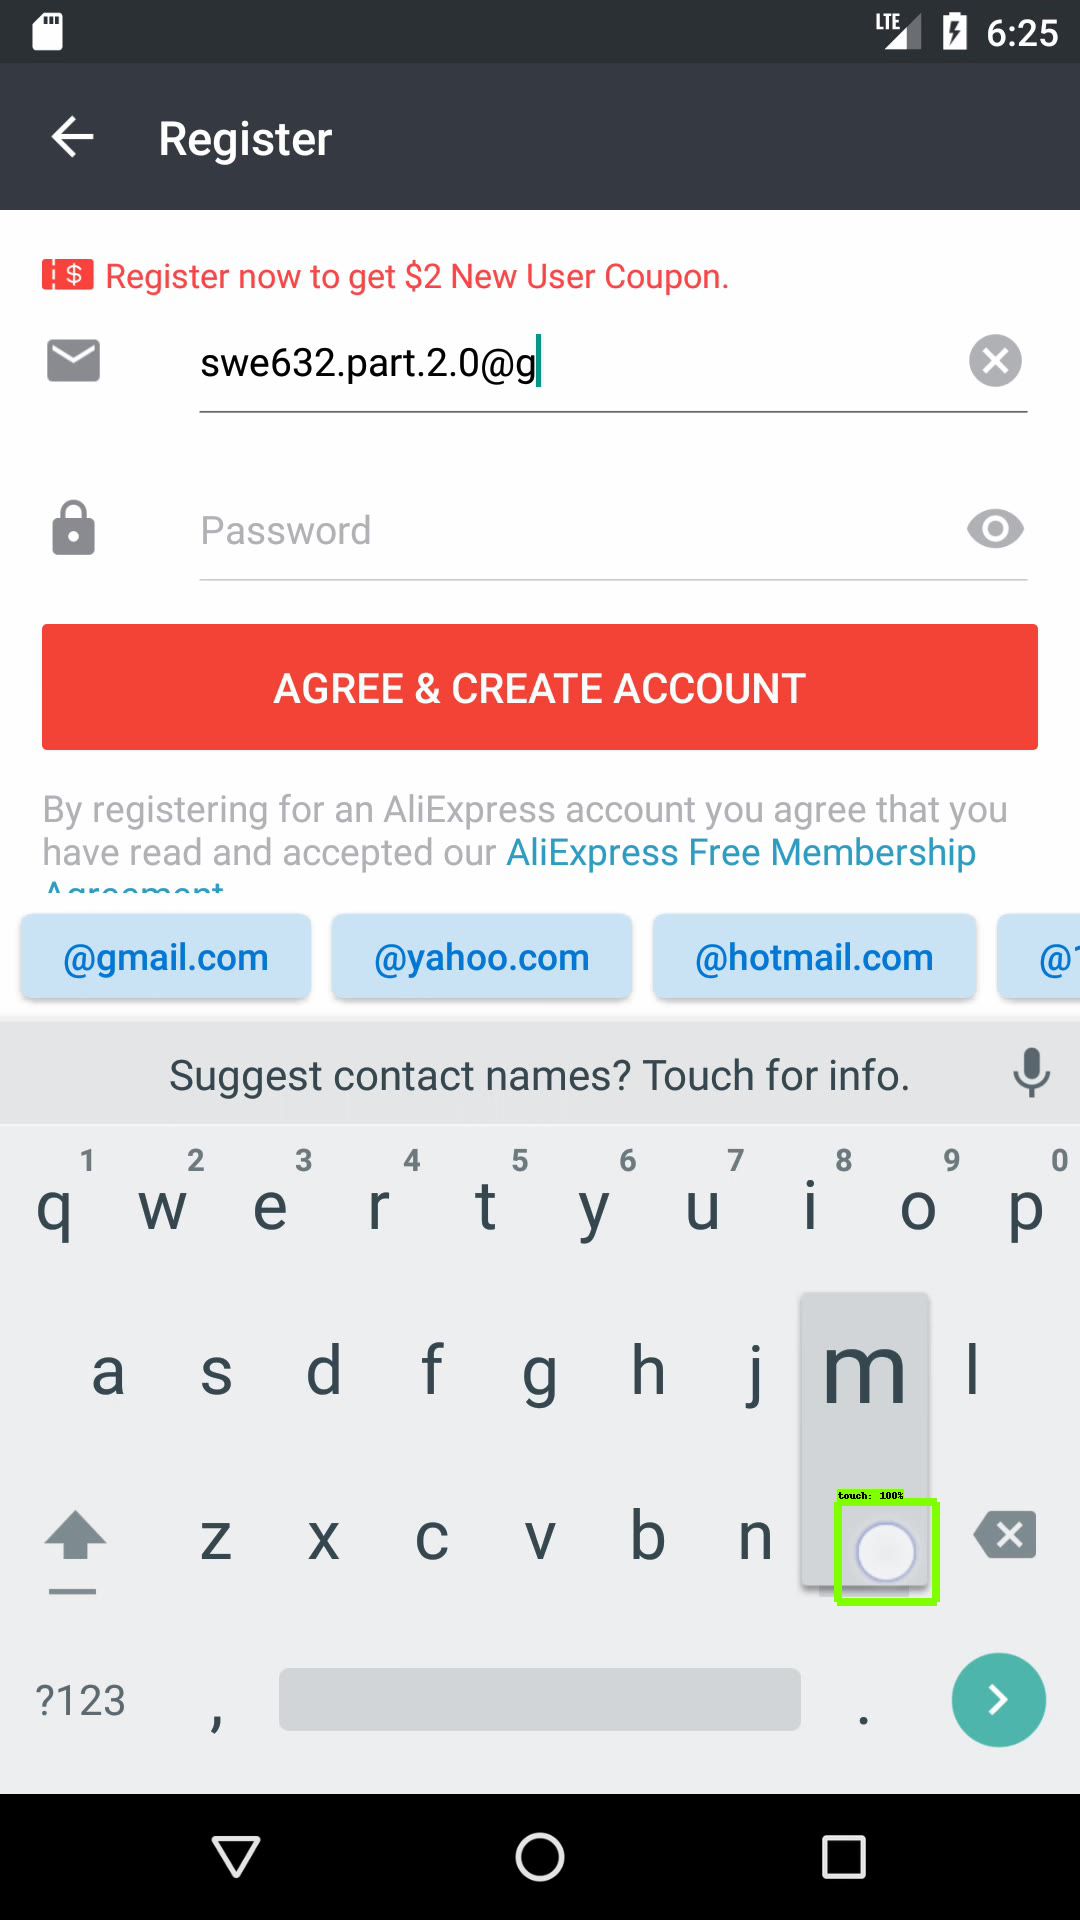 LTE 6:25
Register
$ Register now to get $2 New User Coupon.
swe632.part.2.0@g
Password
AGREE & CREATE ACCOUNT
By registering for an AliExpress account you agree that you
have read and accepted our AliExpress Free Membership
Agreement
@gmail.com @yahoo.com @hotmail.com @1
Suggest contact names? Touch for info.
1 2 3 4 5 6 7 8 9 0
q w e r t y u i o p
a s d f g h j m l
touch: 100%
z x c v b n
?123 , .